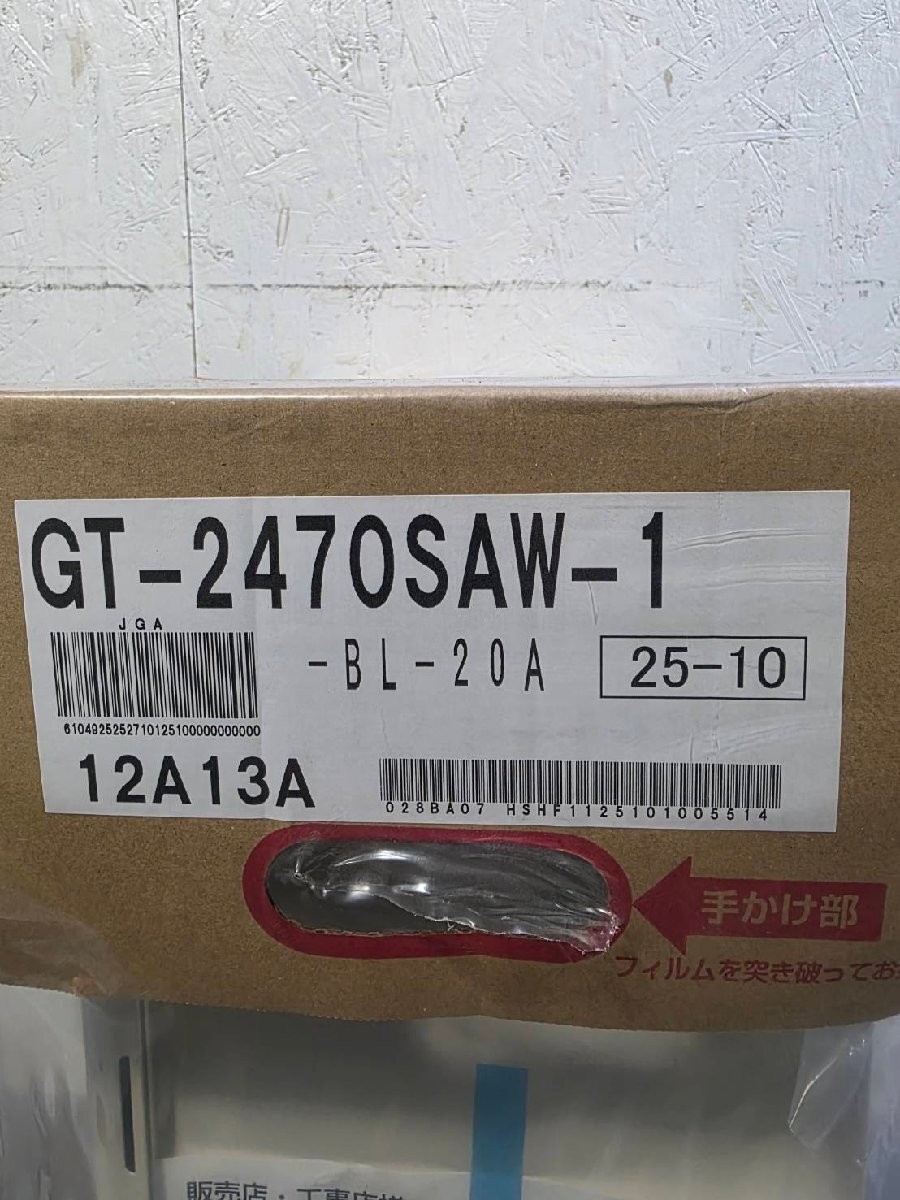 GT-2470SAW-1
JGA
-BL-20A
25-10
61049252527101251000000000000
12A13A
028BA07 HSHF1125101005514
手かけ部
フィルムを突き破ってお
販売店・工事店様